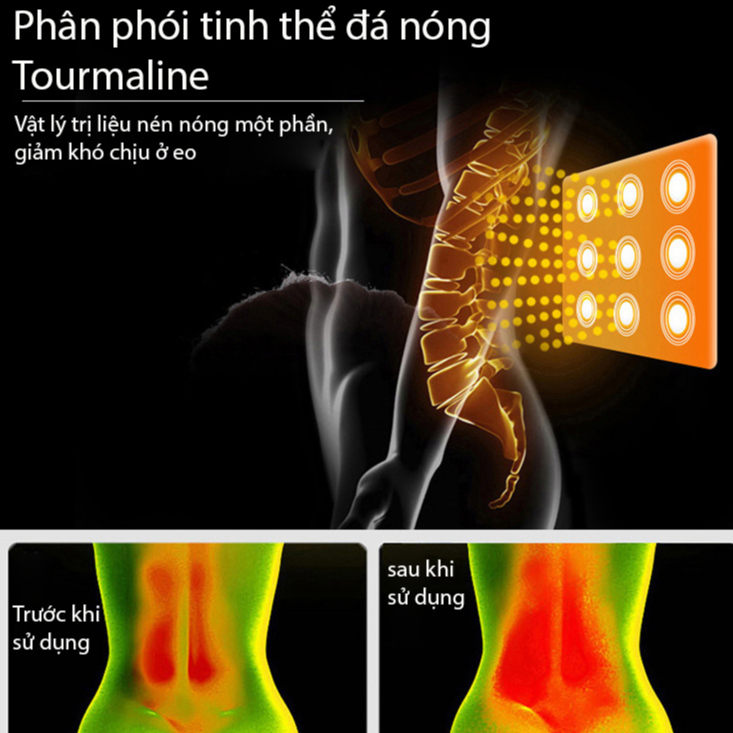 Phân phói tinh thể đá nóng
Tourmaline
Vật lý trị liệu nén nóng một phần,
giảm khó chịu ở eo
Trước khi
sử dụng
sau khi
sử dụng